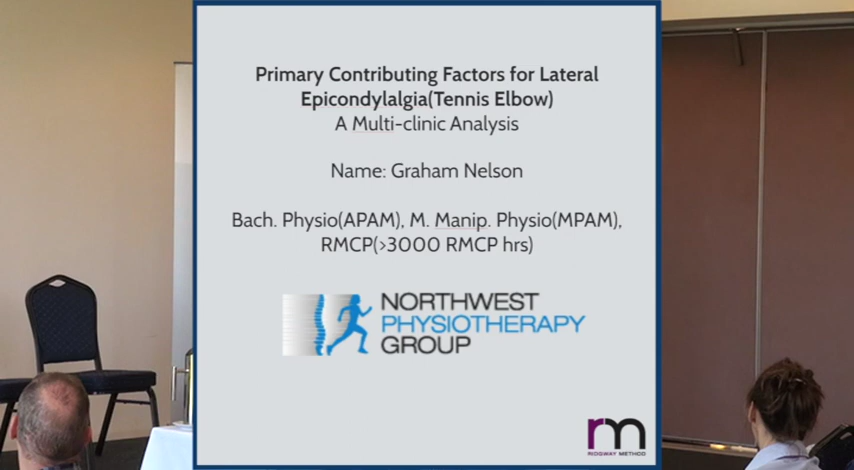 Primary Contributing Factors for Lateral
Epicondylalgia(Tennis Elbow)
A Multi-clinic Analysis
Name: Graham Nelson
Bach. Physio(APAM), M. Manip. Physio(MPAM),
RMCP(>3000 RMCP hrs)
NORTHWEST
PHYSIOTHERAPY
GROUP
rm
RIDGWAY METHOD